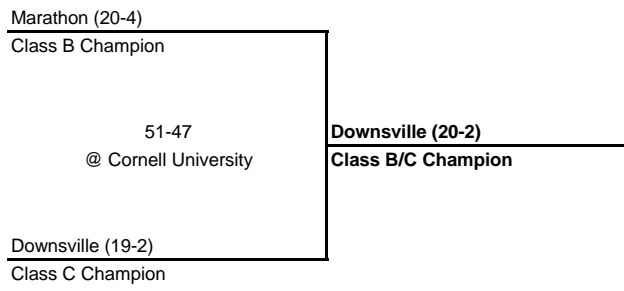 Marathon (20-4)
Class B Champion
51-47
@ Cornell University
Downsville (20-2)
Class B/C Champion
Downsville (19-2)
Class C Champion